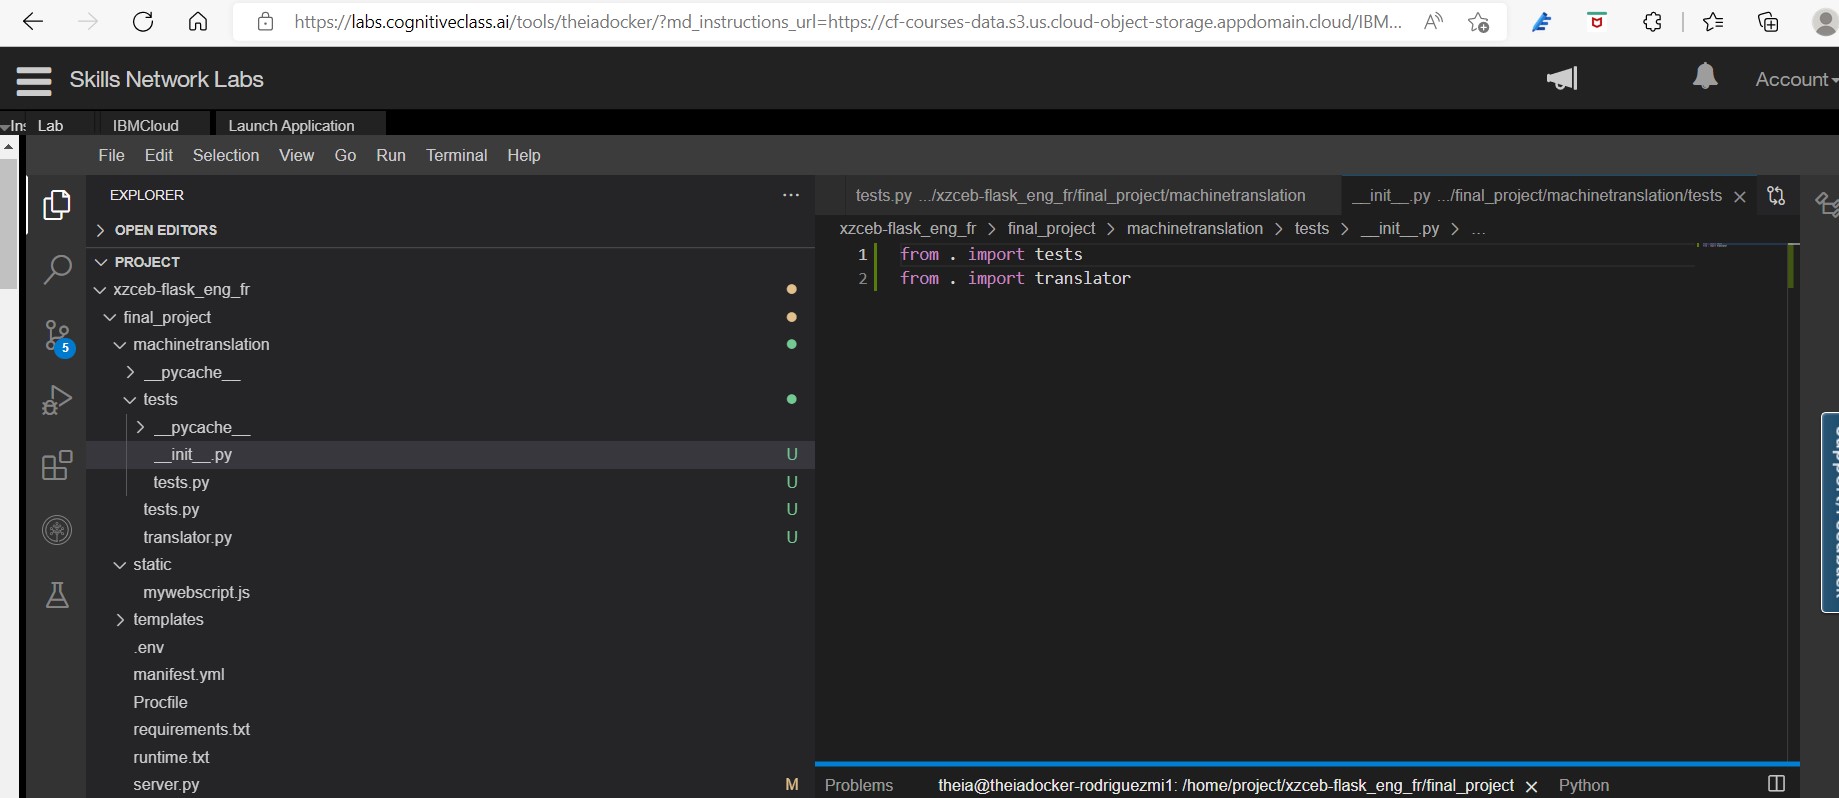 https://labs.cognitiveclass.ai/tools/theiadocker/?md_instructions_url=https://cf-courses-data.s3.us.cloud-object-storage.appdomain.cloud/IBM...
Skills Network Labs
Account
Ins Lab IBMCloud Launch Application
File Edit Selection View Go Run Terminal Help
EXPLORER ...
tests.py .../xzceb-flask_eng_fr/final_project/machinetranslation __init__.py .../final_project/machinetranslation/tests
OPEN EDITORS
xzceb-flask_eng_fr > final_project > machinetranslation > tests > __init__.py > ...
PROJECT
xzceb-flask_eng_fr
final_project
machinetranslation
__pycache__
tests
__pycache__
__init__.py U
tests.py U
tests.py U
translator.py U
static
mywebscript.js
templates
.env
manifest.yml
Procfile
requirements.txt
runtime.txt
server.py M
5
1 from . import tests
2 from . import translator
Problems theia@theiadocker-rodriguezmi1: /home/project/xzceb-flask_eng_fr/final_project Python